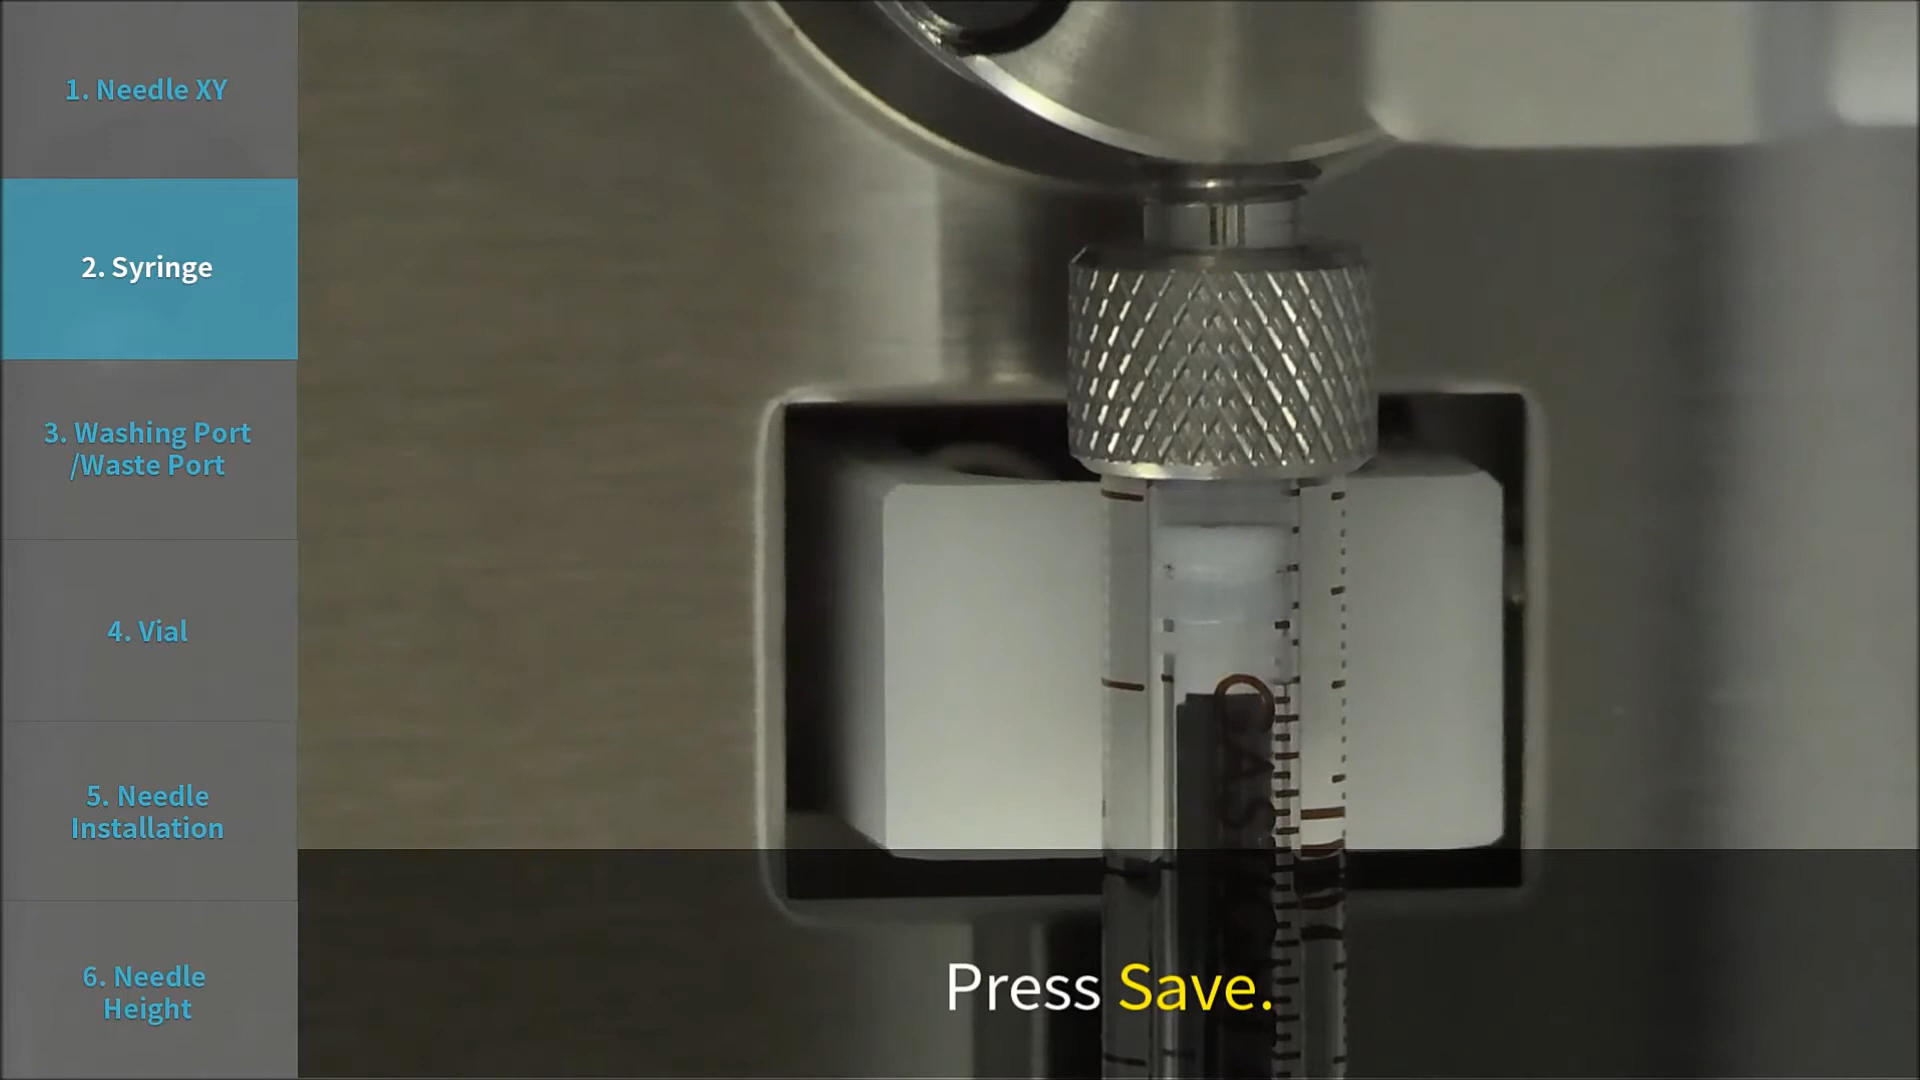 1. Needle XY
2. Syringe
3. Washing Port
/Waste Port
4. Vial
5. Needle
Installation
6. Needle
Height
Press Save.